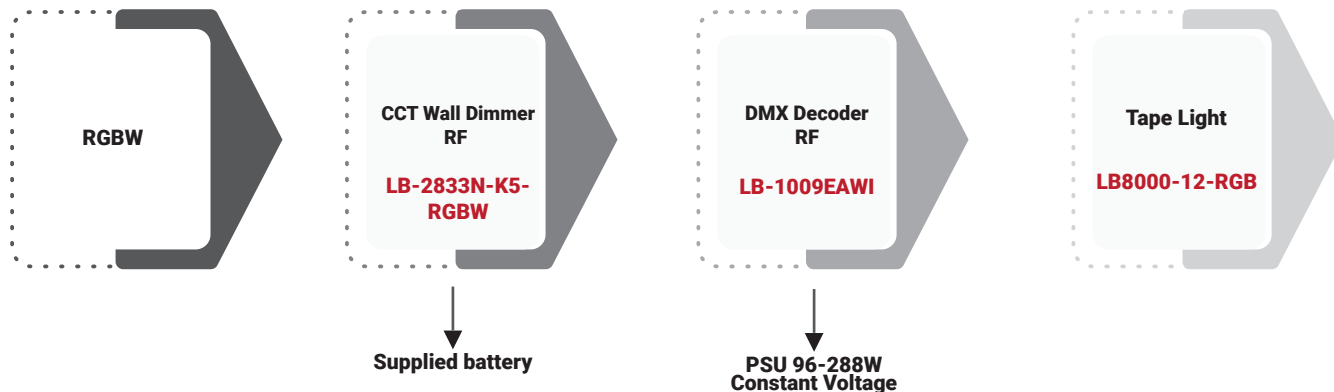 RGBW
CCT Wall Dimmer
RF
LB-2833N-K5-
RGBW
DMX Decoder
RF
LB-1009EAWI
Tape Light
LB8000-12-RGB
Supplied battery
PSU 96-288W
Constant Voltage